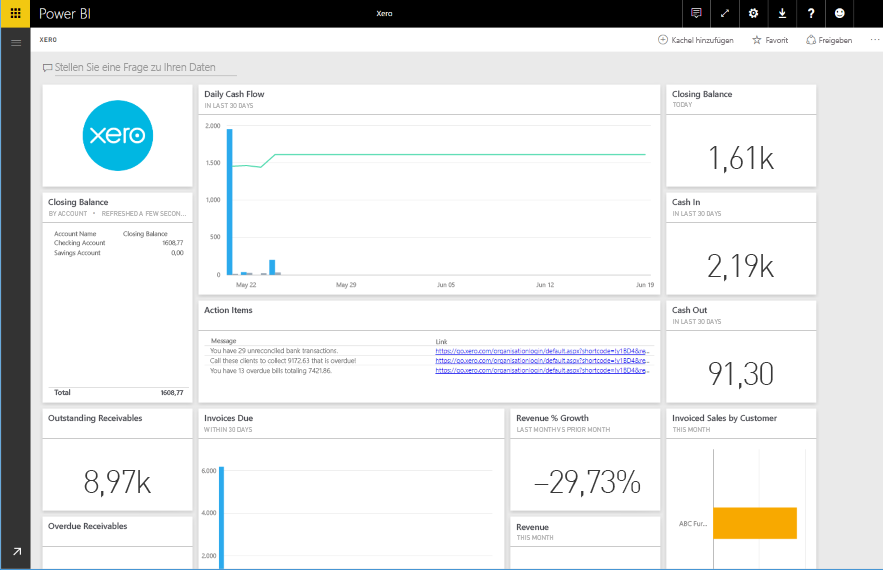 Power BI
Xero
XERO
Kachel hinzufügen
Favorit
Freigeben
Stellen Sie eine Frage zu Ihren Daten
xero
Daily Cash Flow
IN LAST 30 DAYS
2.000
1,500
1,000
500
0
May 22
May 29
Jun 05
Jun 12
Jun 19
Closing Balance
TODAY
1,61k
Closing Balance
BY ACCOUNT • REFRESHED A FEW SECON...
Account Name Closing Balance
Checking Account 1608,77
Savings Account 0,00
Total 1608,77
Cash In
IN LAST 30 DAYS
2,19k
Action Items
Message Link
You have 29 unreconciled bank transactions. https://go.xero.com/organisationlogin/default.aspx?shortcode=!y1BD4&re...
Call these clients to collect 9172.63 that is overdue! https://go.xero.com/organisationlogin/default.aspx?shortcode=!y1BD4&re...
You have 13 overdue bills totaling 7421.86. https://go.xero.com/organisationlogin/default.aspx?shortcode=!y1BD4&re...
Cash Out
IN LAST 30 DAYS
91,30
Outstanding Receivables
8,97k
Invoices Due
WITHIN 30 DAYS
6.000
4.000
2.000
Revenue % Growth
LAST MONTH VS PRIOR MONTH
–29,73%
Invoiced Sales by Customer
THIS MONTH
ABC Fur...
Overdue Receivables
Revenue
THIS MONTH